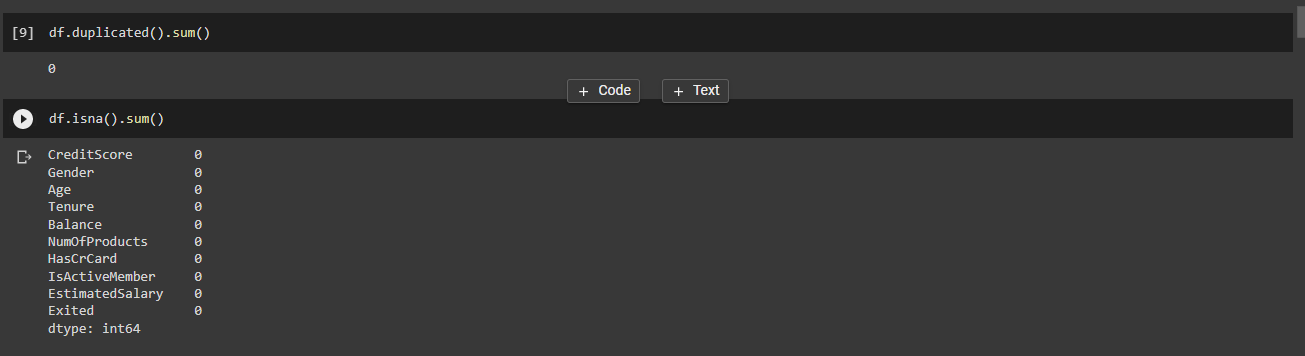 [9] df.duplicated().sum()
0
+ Code + Text
df.isna().sum()
CreditScore 0
Gender 0
Age 0
Tenure 0
Balance 0
NumOfProducts 0
HasCrCard 0
IsActiveMember 0
EstimatedSalary 0
Exited 0
dtype: int64